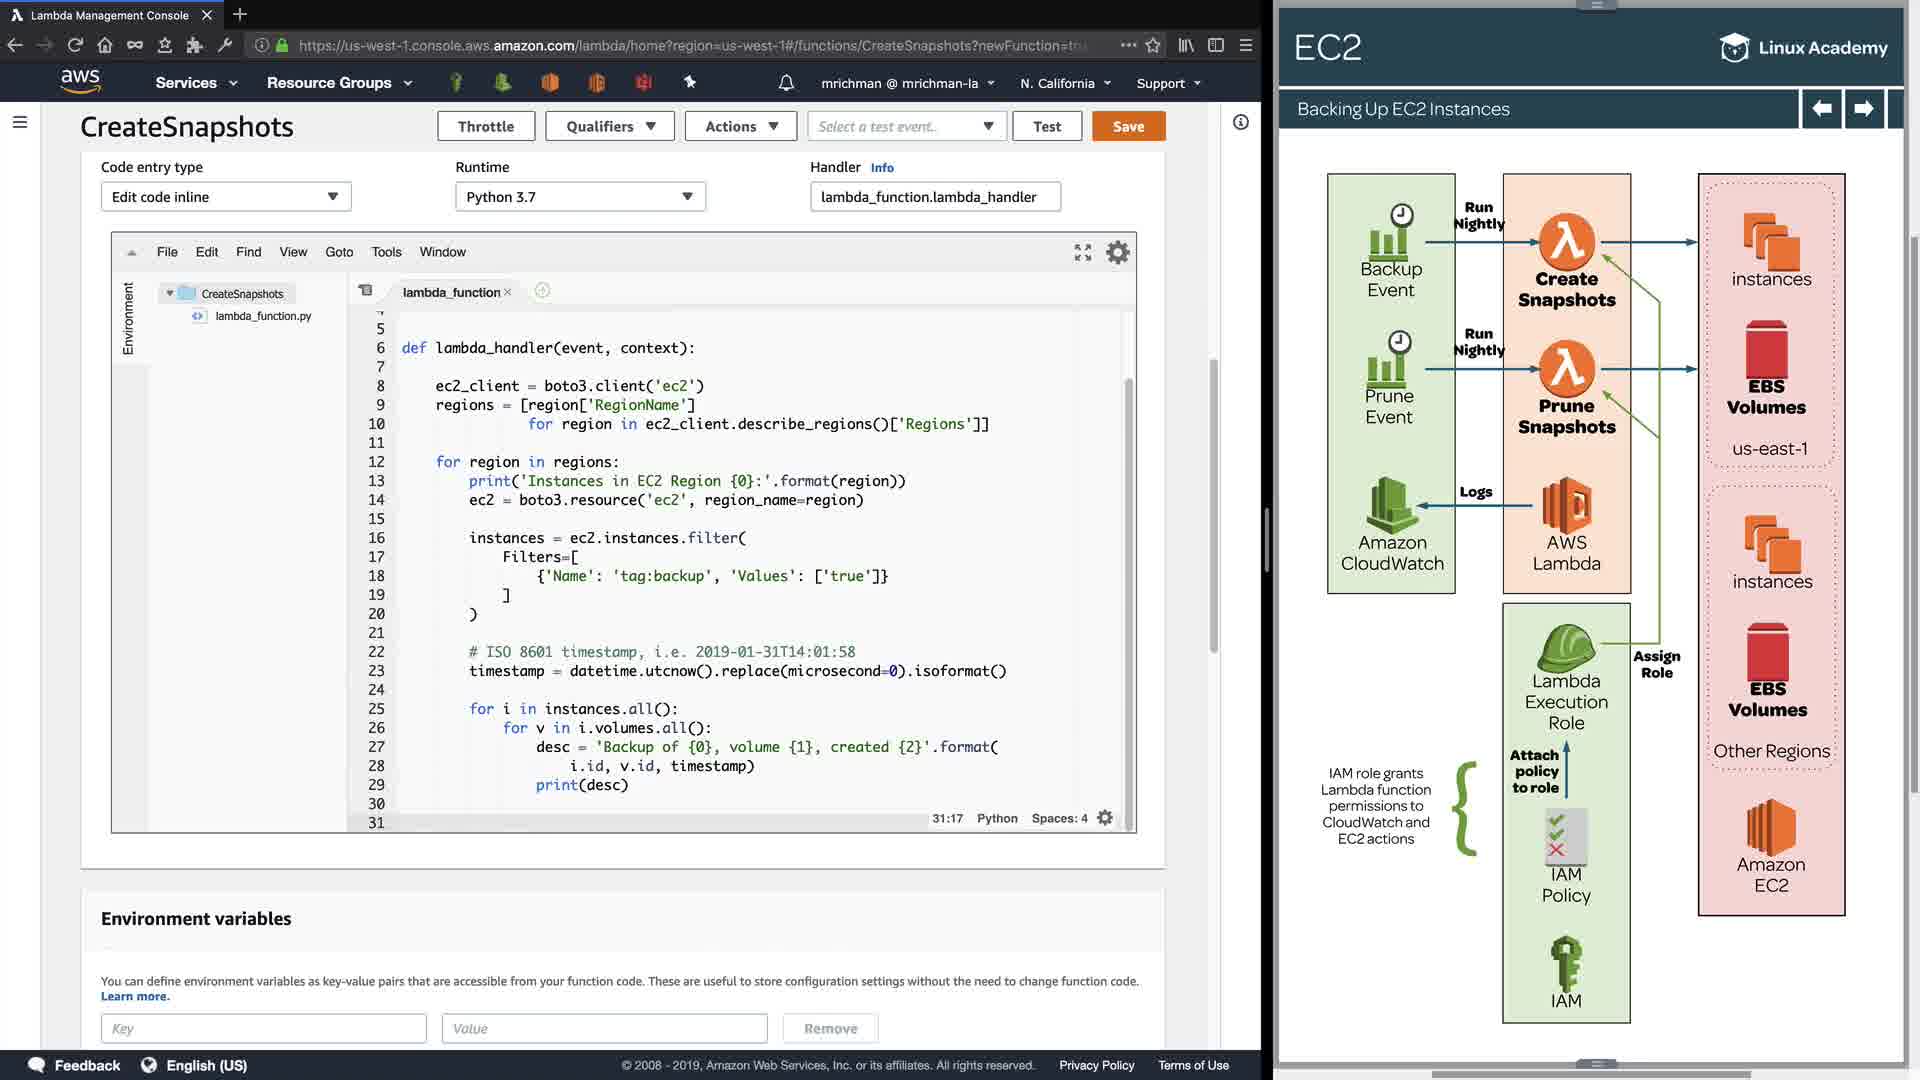 Lambda Management Console
https://us-west-1.console.aws.amazon.com/lambda/home?region=us-west-1#/functions/CreateSnapshots?newFunction=tru
aws
Services
Resource Groups
mrichman @ mrichman-la
N. California
Support
CreateSnapshots
Throttle
Qualifiers
Actions
Select a test event..
Test
Save
Code entry type
Runtime
Handler Info
Edit code inline
Python 3.7
lambda_function.lambda_handler
File Edit Find View Goto Tools Window
Environment
CreateSnapshots
lambda_function.py
lambda_function
5
6 def lambda_handler(event, context):
7
8 ec2_client = boto3.client('ec2')
9 regions = [region['RegionName']
10 for region in ec2_client.describe_regions()['Regions']]
11
12 for region in regions:
13 print('Instances in EC2 Region {0}:'.format(region))
14 ec2 = boto3.resource('ec2', region_name=region)
15
16 instances = ec2.instances.filter(
17 Filters=[
18 {'Name': 'tag:backup', 'Values': ['true']}
19 ]
20 )
21
22 # ISO 8601 timestamp, i.e. 2019-01-31T14:01:58
23 timestamp = datetime.utcnow().replace(microsecond=0).isoformat()
24
25 for i in instances.all():
26 for v in i.volumes.all():
27 desc = 'Backup of {0}, volume {1}, created {2}'.format(
28 i.id, v.id, timestamp)
29 print(desc)
30
31
31:17 Python Spaces: 4
Environment variables
You can define environment variables as key-value pairs that are accessible from your function code. These are useful to store configuration settings without the need to change function code.
Learn more.
Key
Value
Remove
Feedback
English (US)
© 2008 - 2019, Amazon Web Services, Inc. or its affiliates. All rights reserved.
Privacy Policy
Terms of Use
EC2
Linux Academy
Backing Up EC2 Instances
Backup
Event
Run
Nightly
Create
Snapshots
instances
Prune
Event
Run
Nightly
Prune
Snapshots
EBS
Volumes
us-east-1
Amazon
CloudWatch
Logs
AWS
Lambda
instances
Lambda
Execution
Role
Assign
Role
EBS
Volumes
Other Regions
Attach
policy
to role
IAM role grants
Lambda function
permissions to
CloudWatch and
EC2 actions
IAM
Policy
Amazon
EC2
IAM